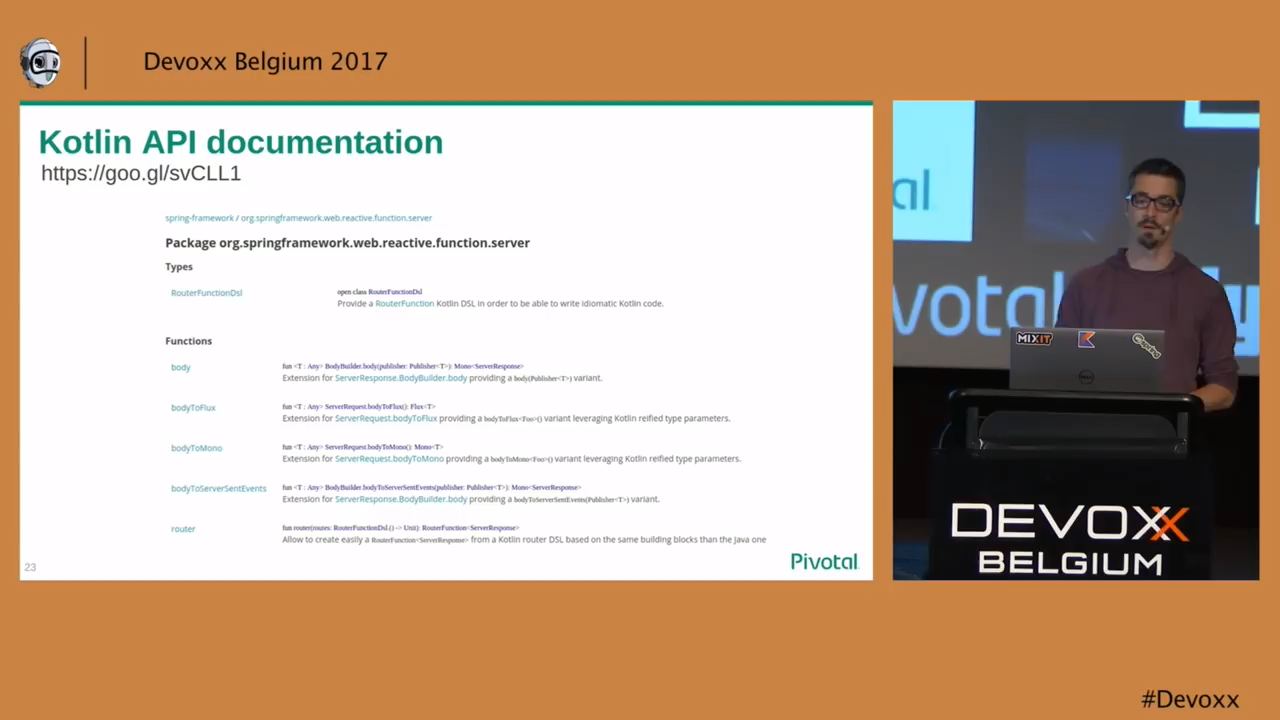 Devoxx Belgium 2017
Kotlin API documentation
https://goo.gl/svCLL1
spring-framework / org.springframework.web.reactive.function.server
Package org.springframework.web.reactive.function.server
Types
RouterFunctionDsl
open class RouterFunctionDsl
Provide a RouterFunction Kotlin DSL in order to be able to write idiomatic Kotlin code.
Functions
body
fun <T : Any> BodyBuilder.body(publisher: Publisher<T>): Mono<ServerResponse>
Extension for ServerResponse.BodyBuilder.body providing a body(Publisher<T>) variant.
bodyToFlux
fun <T : Any> ServerRequest.bodyToFlux(): Flux<T>
Extension for ServerRequest.bodyToFlux providing a bodyToFlux<Foo>() variant leveraging Kotlin reified type parameters.
bodyToMono
fun <T : Any> ServerRequest.bodyToMono(): Mono<T>
Extension for ServerRequest.bodyToMono providing a bodyToMono<Foo>() variant leveraging Kotlin reified type parameters.
bodyToServerSentEvents
fun <T : Any> BodyBuilder.bodyToServerSentEvents(publisher: Publisher<T>): Mono<ServerResponse>
Extension for ServerResponse.BodyBuilder.body providing a bodyToServerSentEvents(Publisher<T>) variant.
router
fun router(routes: RouterFunctionDsl.() -> Unit): RouterFunction<ServerResponse>
Allow to create easily a RouterFunction<ServerResponse> from a Kotlin router DSL based on the same building blocks than the Java one
23
Pivotal
al
votal
MIXIT
spring
DELL
DEVOXX
BELGIUM
#Devoxx